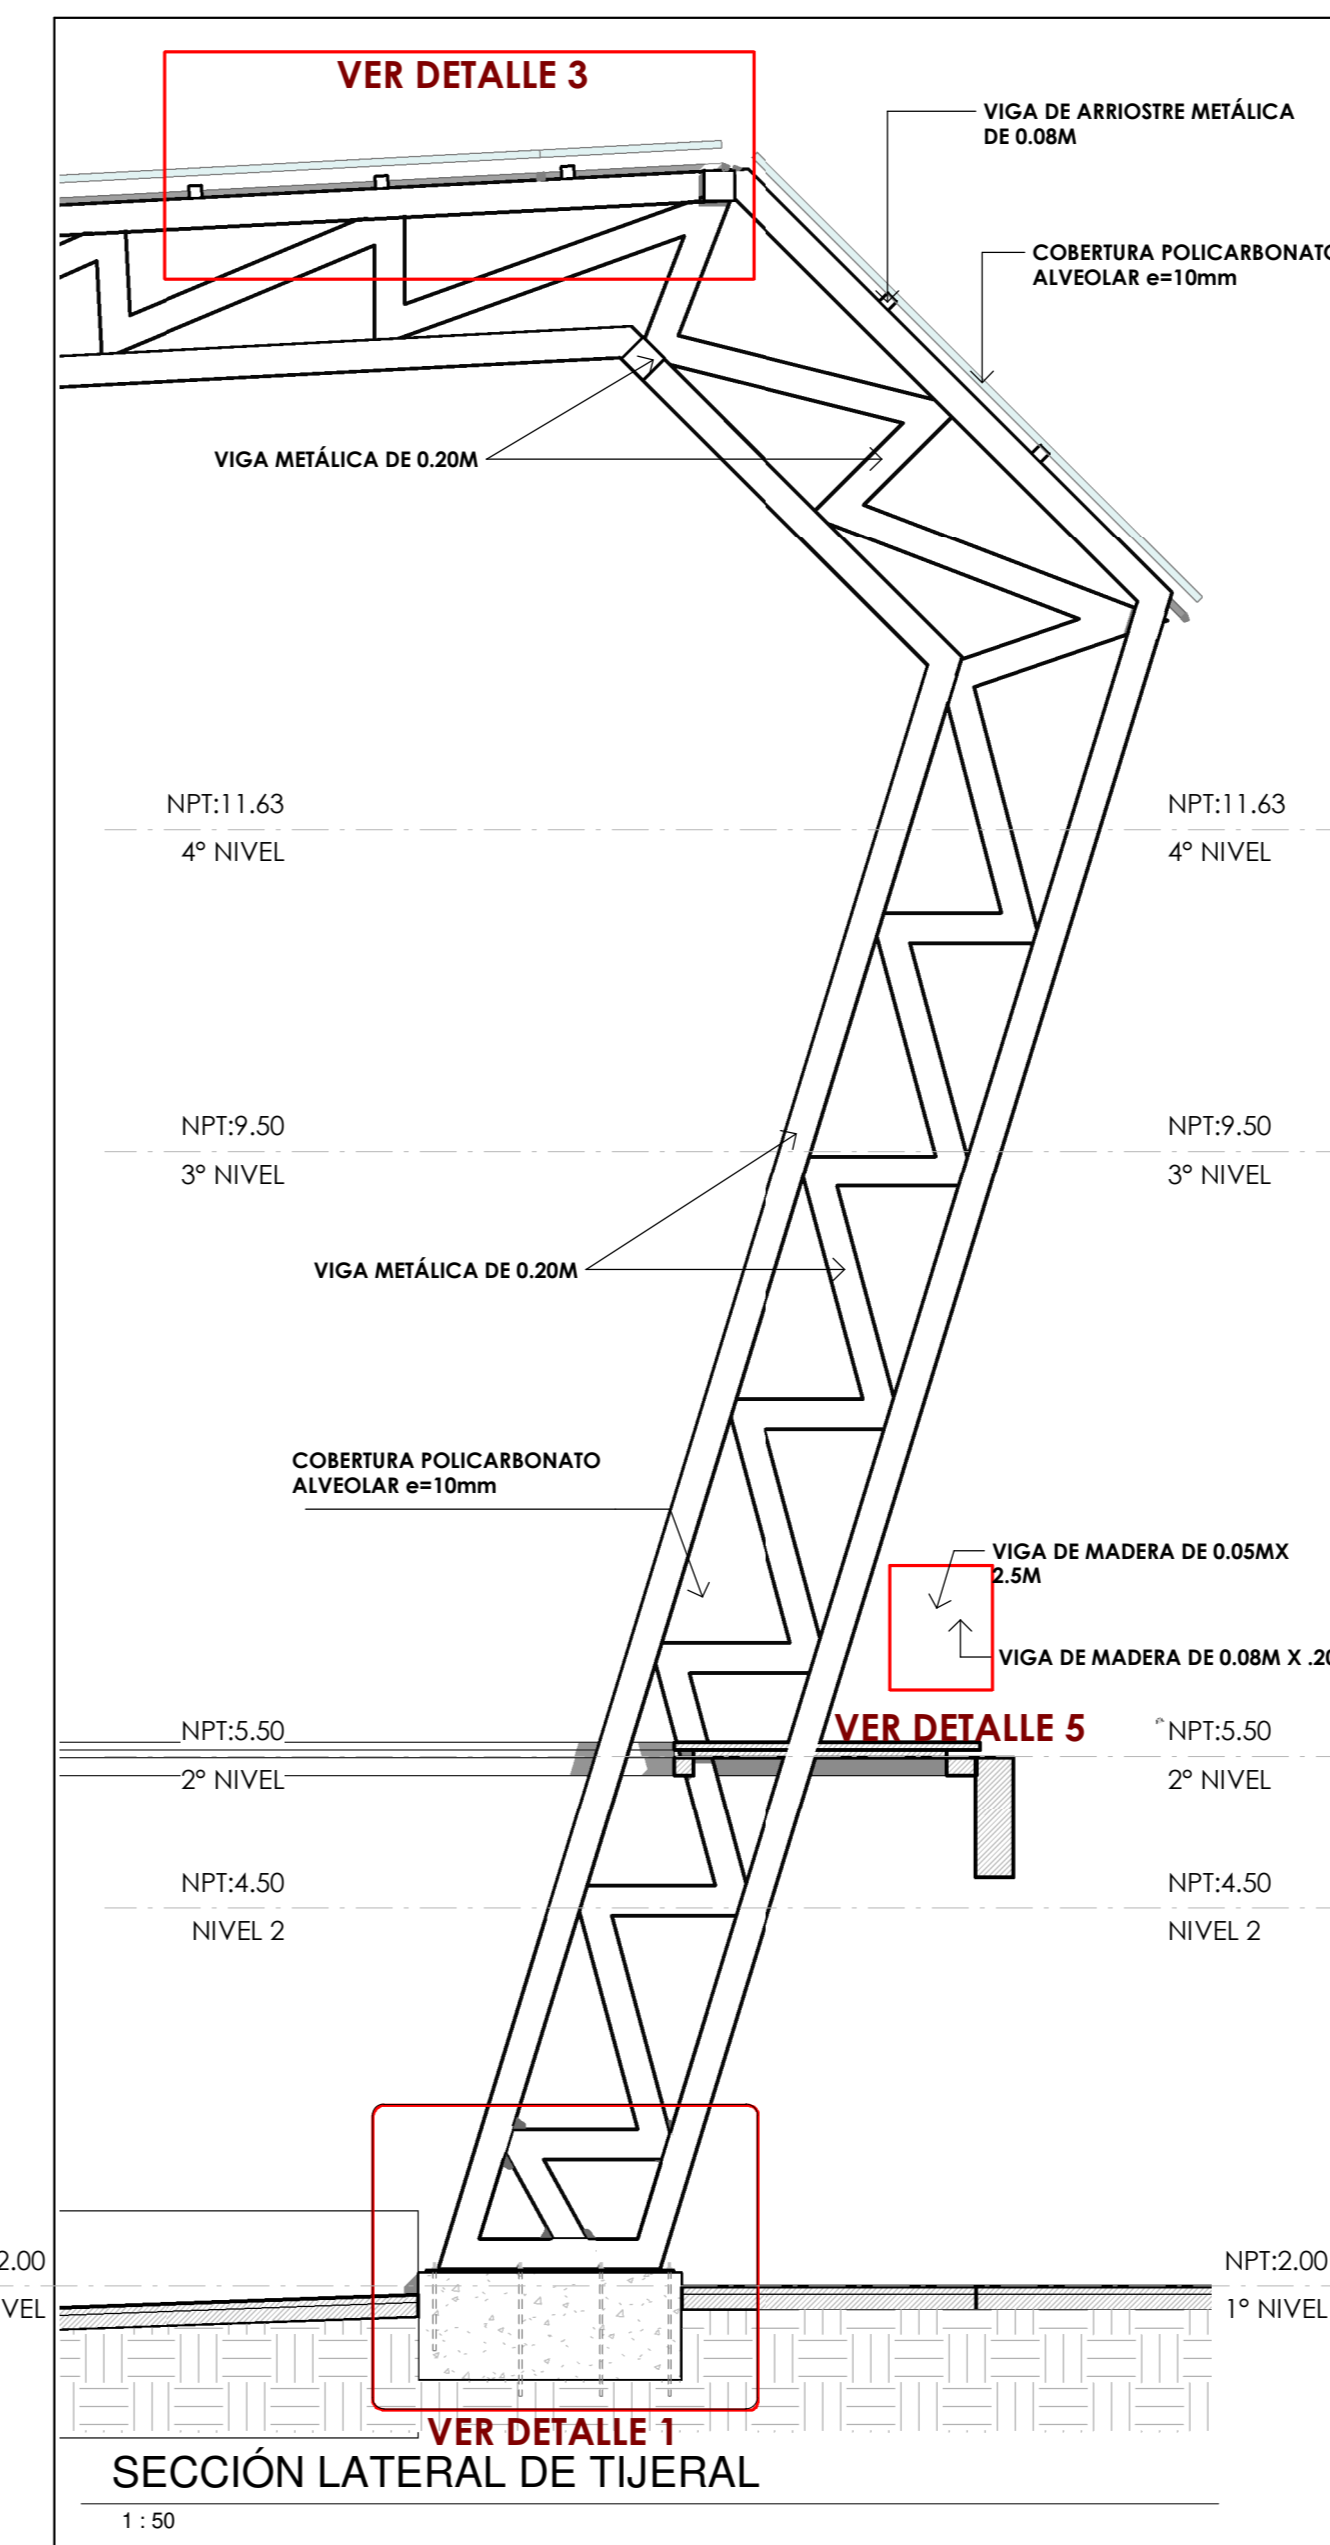 VER DETALLE 3
VIGA DE ARRIOSTRE METÁLICA
DE 0.08M
COBERTURA POLICARBONATO
ALVEOLAR e=10mm
VIGA METÁLICA DE 0.20M
NPT:11.63
4° NIVEL
NPT:11.63
4° NIVEL
NPT:9.50
3° NIVEL
NPT:9.50
3° NIVEL
VIGA METÁLICA DE 0.20M
COBERTURA POLICARBONATO
ALVEOLAR e=10mm
VIGA DE MADERA DE 0.05MX
2.5M
VIGA DE MADERA DE 0.08M X .20
VER DETALLE 5
NPT:5.50
2° NIVEL
NPT:5.50
2° NIVEL
NPT:4.50
NIVEL 2
NPT:4.50
NIVEL 2
2.00
VEL
NPT:2.00
1° NIVEL
VER DETALLE 1
SECCIÓN LATERAL DE TIJERAL
1 : 50